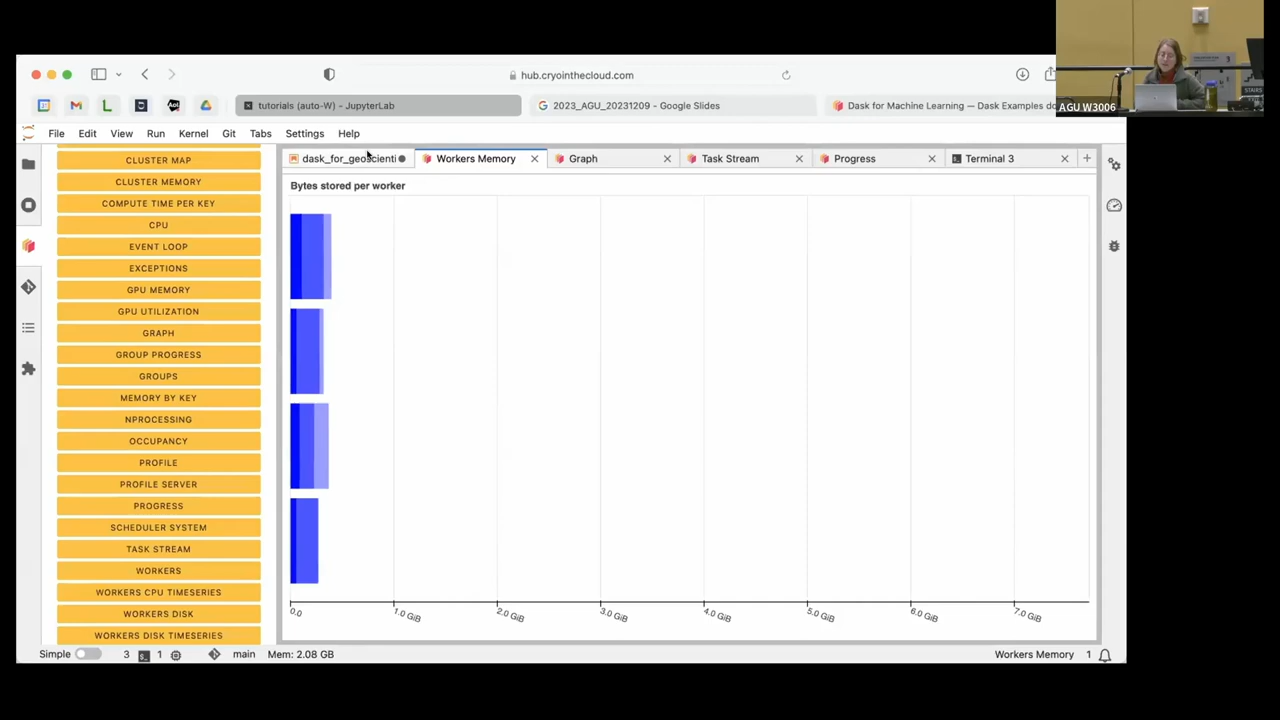 hub.cryointhecloud.com
tutorials (auto-W) - JupyterLab
2023_AGU_20231209 - Google Slides
Dask for Machine Learning — Dask Examples do
AGU W3006
File Edit View Run Kernel Git Tabs Settings Help
dask_for_geoscienti
Workers Memory
Graph
Task Stream
Progress
Terminal 3
CLUSTER MAP
CLUSTER MEMORY
COMPUTE TIME PER KEY
CPU
EVENT LOOP
EXCEPTIONS
GPU MEMORY
GPU UTILIZATION
GRAPH
GROUP PROGRESS
GROUPS
MEMORY BY KEY
NPROCESSING
OCCUPANCY
PROFILE
PROFILE SERVER
PROGRESS
SCHEDULER SYSTEM
TASK STREAM
WORKERS
WORKERS CPU TIMESERIES
WORKERS DISK
WORKERS DISK TIMESERIES
Bytes stored per worker
0.0
1.0 GiB
2.0 GiB
3.0 GiB
4.0 GiB
5.0 GiB
6.0 GiB
7.0 GiB
Simple
3
1
main
Mem: 2.08 GB
Workers Memory
1